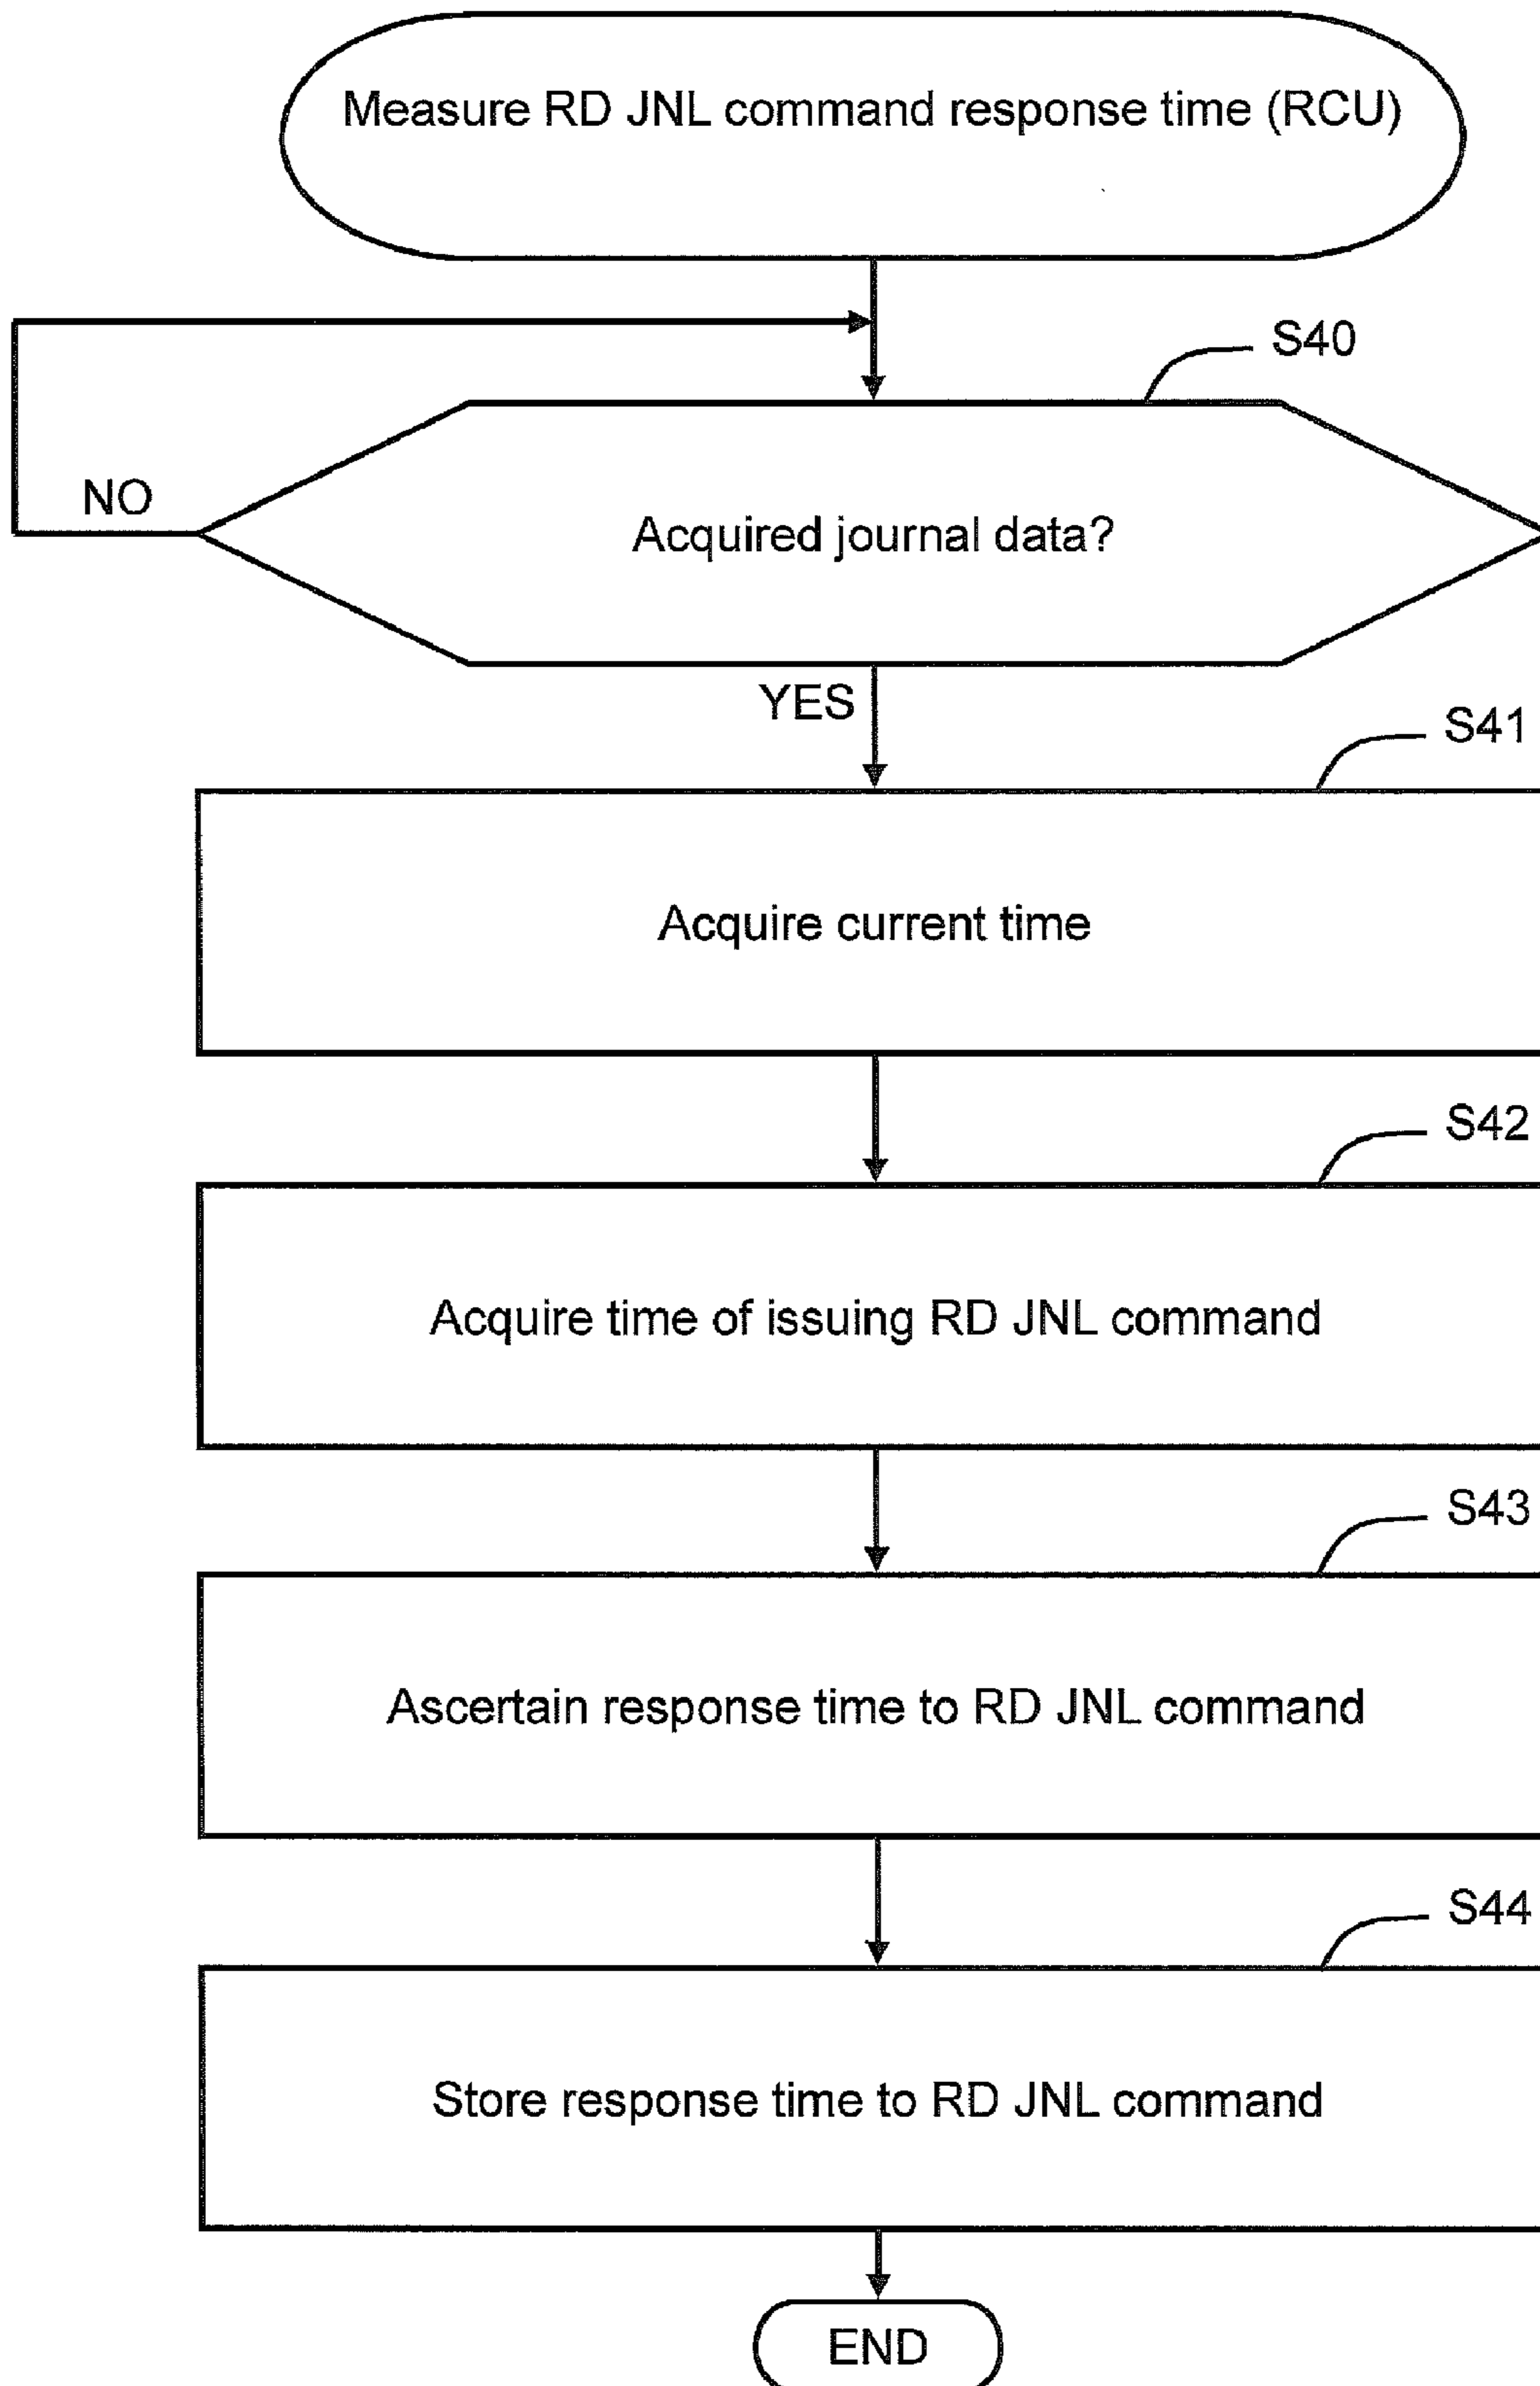 Measure RD JNL command response time (RCU)
S40
NO
Acquired journal data?
YES
S41
Acquire current time
S42
Acquire time of issuing RD JNL command
S43
Ascertain response time to RD JNL command
S44
Store response time to RD JNL command
END